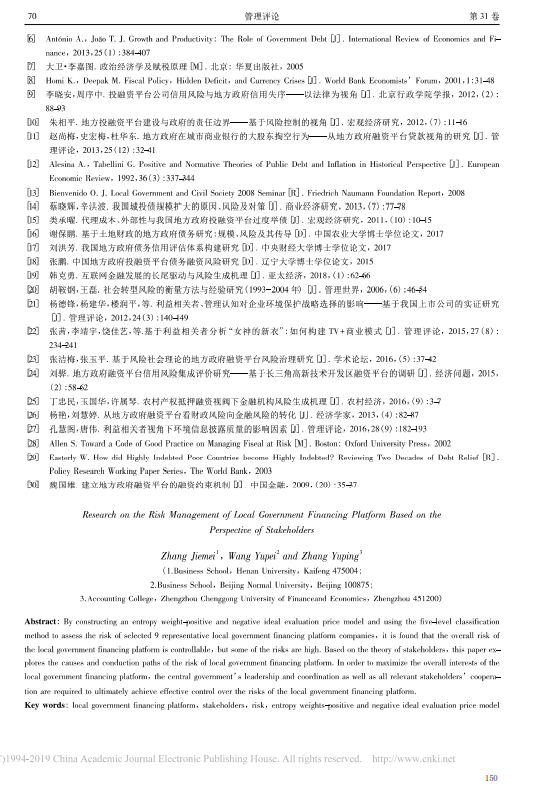 70 管理评论 第31卷
[6] António A., João T. J. Growth and Productivity: The Role of Government Debt [J]. International Review of Economics and Fi-
nance, 2013,25(1):384-407
[7] 大卫·李嘉图. 政治经济学及赋税原理[M]. 北京: 华夏出版社, 2005
[8] Homi K., Deepak M. Fiscal Policy, Hidden Deficit, and Currency Crises [J]. World Bank Economists' Forum, 2001,1:31-48
[9] 李晓安,周序中. 投融资平台公司信用风险与地方政府信用失序——以法律为视角[J]. 北京行政学院学报, 2012,(2):
88-93
[10] 朱相平. 地方投融资平台建设与政府的责任边界——基于风险控制的视角[J]. 宏观经济研究, 2012,(7):11-16
[11] 赵尚梅,史宏梅,杜华东. 地方政府在城市商业银行的大股东掏空行为——从地方政府融资平台贷款视角的研究[J]. 管
理评论, 2013,25(12):32-41
[12] Alesina A., Tabellini G. Positive and Normative Theories of Public Debt and Inflation in Historical Perspective [J]. European
Economic Review, 1992,36(3):337-344
[13] Bienvenido O. J. Local Government and Civil Society 2008 Seminar [R]. Friedrich Naumann Foundation Report, 2008
[14] 蔡晓辉,辛洪波. 我国城投债规模扩大的原因、风险及对策[J]. 商业经济研究, 2013,(7):77-78
[15] 类承曜. 代理成本、外部性与我国地方政府投融资平台过度举债[J]. 宏观经济研究, 2011,(10):10-15
[16] 谢保鹏. 基于土地财政的地方政府债务研究:规模、风险及其传导[D]. 中国农业大学博士学位论文, 2017
[17] 刘洪芳. 我国地方政府债务信用评估体系构建研究[D]. 中央财经大学博士学位论文, 2017
[18] 张鹏. 中国地方政府投融资平台债务融资风险研究[D]. 辽宁大学博士学位论文, 2015
[19] 韩克勇. 互联网金融发展的长尾驱动与风险生成机理[J]. 亚太经济, 2018,(1):62-66
[20] 胡鞍钢,王磊. 社会转型风险的衡量方法与经验研究(1993-2004年)[J]. 管理世界, 2006,(6):46-54
[21] 杨德锋,杨建华,楼润平,等. 利益相关者、管理认知对企业环境保护战略选择的影响——基于我国上市公司的实证研究
[J]. 管理评论, 2012,24(3):140-149
[22] 张茜,李靖宇,饶佳艺,等. 基于利益相关者分析“女神的新衣”:如何构建TV+商业模式[J]. 管理评论, 2015,27(8):
234-241
[23] 张洁梅,张玉平. 基于风险社会理论的地方政府融资平台风险治理研究[J]. 学术论坛, 2016,(5):37-42
[24] 刘骅. 地方政府融资平台信用风险集成评价研究——基于长三角高新技术开发区融资平台的调研[J]. 经济问题, 2015,
(2):58-62
[25] 丁忠民,玉国华,许属琴. 农村产权抵押融资视阈下金融机构风险生成机理[J]. 农村经济, 2016,(9):3-7
[26] 杨艳,刘慧婷. 从地方政府融资平台看财政风险向金融风险的转化[J]. 经济学家, 2013,(4):82-87
[27] 孔慧阁,唐伟. 利益相关者视角下环境信息披露质量的影响因素[J]. 管理评论, 2016,28(9):182-193
[28] Allen S. Toward a Code of Good Practice on Managing Fiseal at Risk [M]. Boston: Oxford University Press, 2002
[29] Easterly W. How did Highly Indebted Poor Countries become Highly Indebted? Reviewing Two Decades of Debt Relief [R].
Policy Research Working Paper Series, The World Bank, 2003
[30] 魏国雄. 建立地方政府融资平台的融资约束机制[J]. 中国金融, 2009,(20):35-37
Research on the Risk Management of Local Government Financing Platform Based on the
Perspective of Stakeholders
Zhang Jiemei1, Wang Yupei2 and Zhang Yuping3
(1.Business School, Henan University, Kaifeng 475004;
2.Business School, Beijing Normal University, Beijing 100875;
3.Accounting College, Zhengzhou Chenggong University of Financeand Economics, Zhengzhou 451200)
Abstract: By constructing an entropy weight-positive and negative ideal evaluation price model and using the five-level classification
method to assess the risk of selected 9 representative local government financing platform companies, it is found that the overall risk of
the local government financing platform is controllable, but some of the risks are high. Based on the theory of stakeholders, this paper ex-
plores the causes and conduction paths of the risk of local government financing platform. In order to maximize the overall interests of the
local government financing platform, the central government's leadership and coordination as well as all relevant stakeholders' coopera-
tion are required to ultimately achieve effective control over the risks of the local government financing platform.
Key words: local government financing platform, stakeholders, risk, entropy weights-positive and negative ideal evaluation price model
(C)1994-2019 China Academic Journal Electronic Publishing House. All rights reserved. http://www.cnki.net
150